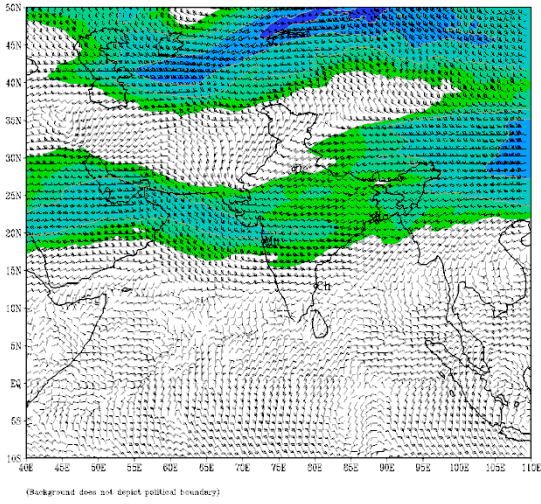 50N
45N
40N
35N
30N
25N
20N
15N
Ch
10N
5N
EQ
5S
10S
40E 45E 50E 55E 60E 65E 70E 75E 80E 85E 90E 95E 100E 105E 110E
(Background does not depict political boundary)